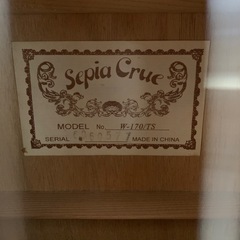 Sepia Crue
MODEL No. W-170/TS
SERIAL # MADE IN CHINA